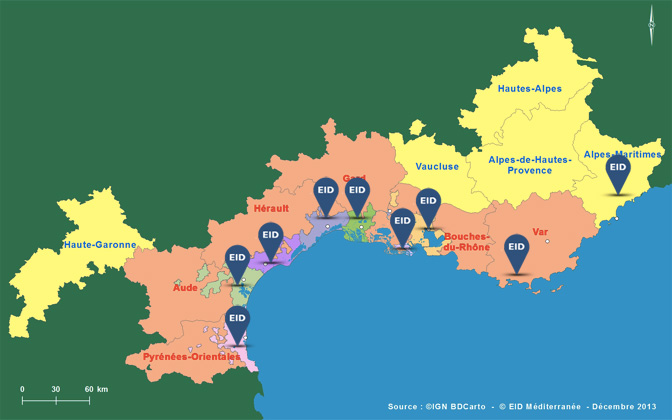 Hautes-Alpes
Alpes-Maritimes
Vaucluse
Alpes-de-Hautes-
Provence
EID
Gard
EID
EID
EID
Hérault
EID
EID
Bouches-
du-Rhône
Var
EID
Haute-Garonne
EID
Aude
EID
Pyrénées-Orientales
0 30 60 km
Source : ©IGN BDCarto - © EID Méditerranée - Décembre 2013